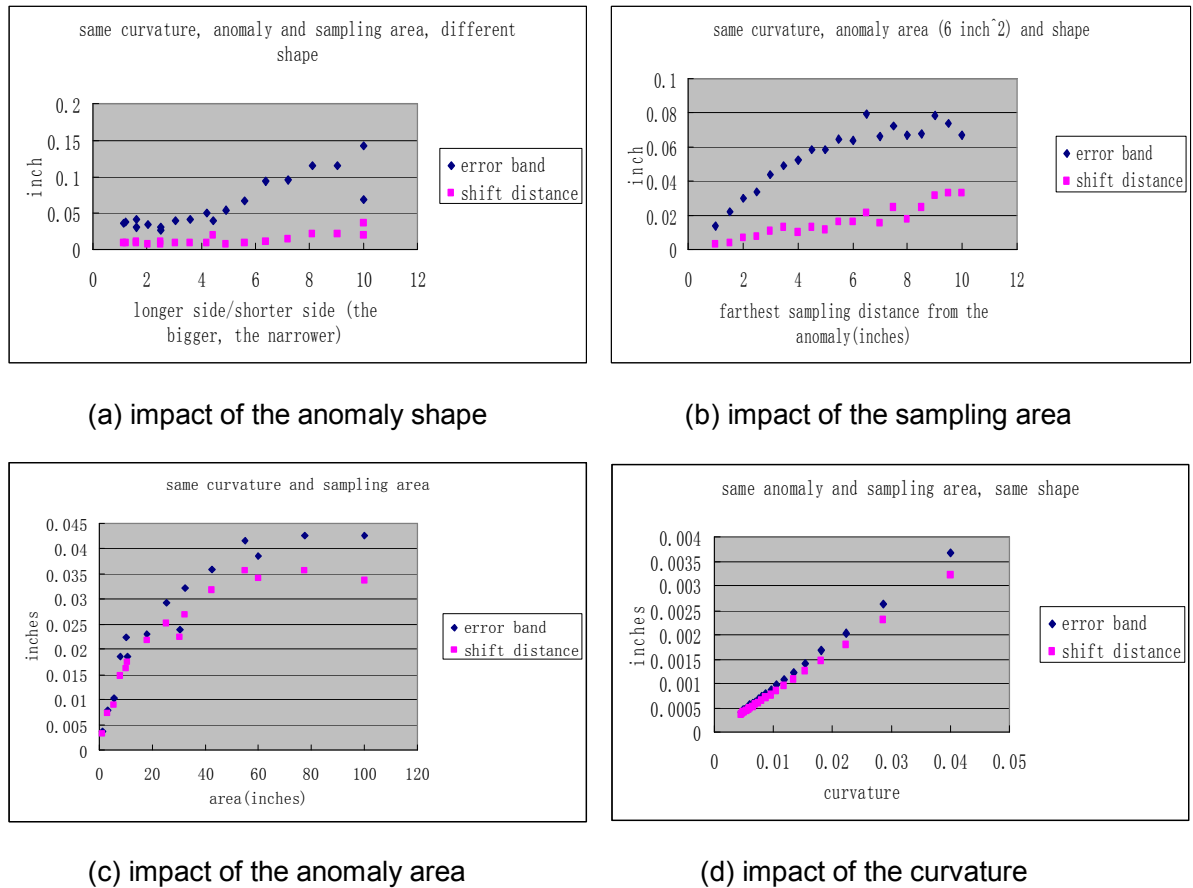 same curvature, anomaly and sampling area, different
shape
0.2
0.15
0.1
0.05
0
inch
0 2 4 6 8 10 12
longer side/shorter side (the
bigger, the narrower)
error band
shift distance
(a) impact of the anomaly shape
same curvature, anomaly area (6 inch^2) and shape
0.1
0.08
0.06
0.04
0.02
0
inch
0 2 4 6 8 10 12
farthest sampling distance from the
anomaly(inches)
error band
shift distance
(b) impact of the sampling area
same curvature and sampling area
0.045
0.04
0.035
0.03
0.025
0.02
0.015
0.01
0.005
0
inches
0 20 40 60 80 100 120
area(inches)
error band
shift distance
(c) impact of the anomaly area
same anomaly and sampling area, same shape
0.004
0.0035
0.003
0.0025
0.002
0.0015
0.001
0.0005
0
inches
0 0.01 0.02 0.03 0.04 0.05
curvature
error band
shift distance
(d) impact of the curvature